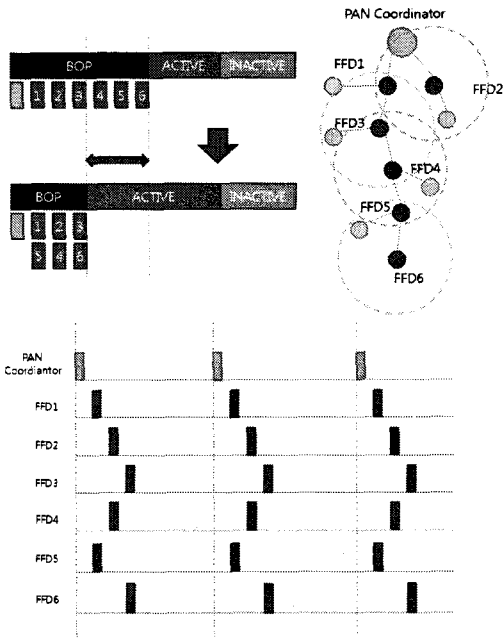 BOP ACTIVE INACTIVE
1 2 3 4 5 6
BOP ACTIVE INACTIVE
1 2 3
5 4 6
PAN Coordinator
FFD1
FFD2
FFD3
FFD4
FFD5
FFD6
PAN
Coordiantor
FFD1
FFD2
FFD3
FFD4
FFD5
FFD6